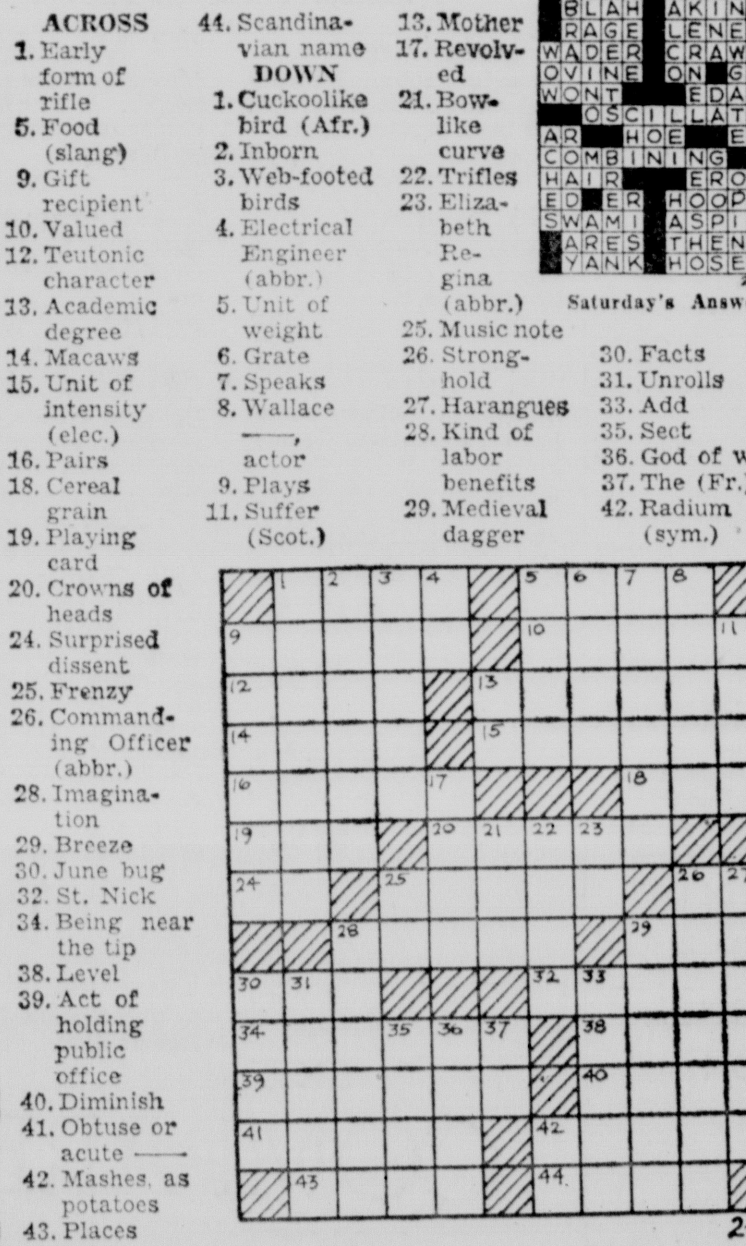 ACROSS
1. Early
form of
rifle
5. Food
(slang)
9. Gift
recipient
10. Valued
12. Teutonic
character
13. Academic
degree
14. Macaws
15. Unit of
intensity
(elec.)
16. Pairs
18. Cereal
grain
19. Playing
card
20. Crowns of
heads
24. Surprised
dissent
25. Frenzy
26. Command-
ing Officer
(abbr.)
28. Imagina-
tion
29. Breeze
30. June bug
32. St. Nick
34. Being near
the tip
38. Level
39. Act of
holding
public
office
40. Diminish
41. Obtuse or
acute ——
42. Mashes, as
potatoes
43. Places
44. Scandina-
vian name
DOWN
1. Cuckoolike
bird (Afr.)
2. Inborn
3. Web-footed
birds
4. Electrical
Engineer
(abbr.)
5. Unit of
weight
6. Grate
7. Speaks
8. Wallace
——,
actor
9. Plays
11. Suffer
(Scot.)
13. Mother
17. Revolv-
ed
21. Bow-
like
curve
22. Trifles
23. Eliza-
beth
Re-
gina
(abbr.)
25. Music note
26. Strong-
hold
27. Harangues
28. Kind of
labor
benefits
29. Medieval
dagger
30. Facts
31. Unrolls
33. Add
35. Sect
36. God of w
37. The (Fr.)
42. Radium
(sym.)
BLAH AKIN
RAGE LENE
WADER CRAW
OVINE ON G
WONT EDA
OSCILLAT
AR HOE E
COMBINING
HAIR ERO
ED ER HOOP
SWAMI ASPI
ARES THEN
YANK HOSE
Saturday's Answ
1 2 3 4 5 6 7 8
9 10 11
12 13
14 15
16 17 18
19 20 21 22 23
24 25 26 27
28 29
30 31 32 33
34 35 36 37 38
39 40
41 42
43 44.
2